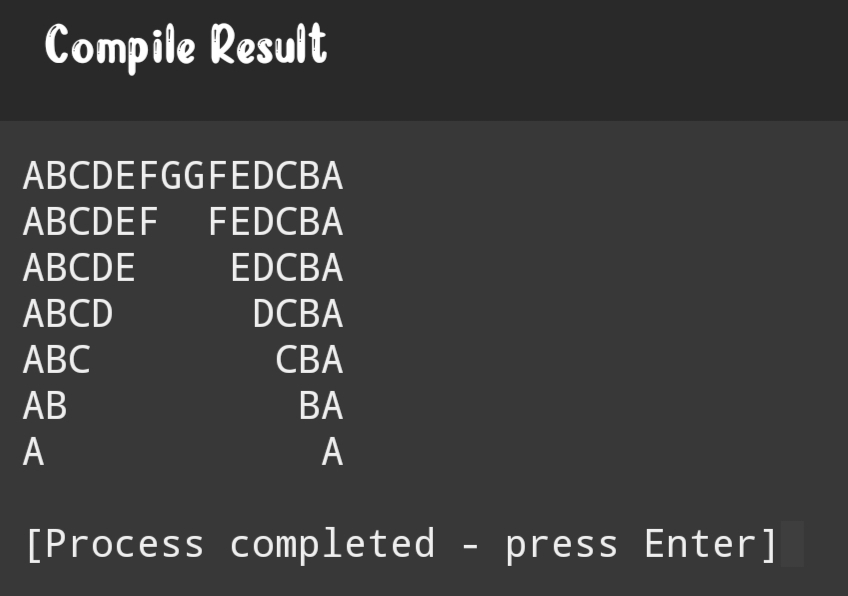 Compile Result
ABCDEFGGFEDCBA
ABCDEF  FEDCBA
ABCDE    EDCBA
ABCD      DCBA
ABC        CBA
AB          BA
A            A
[Process completed - press Enter]